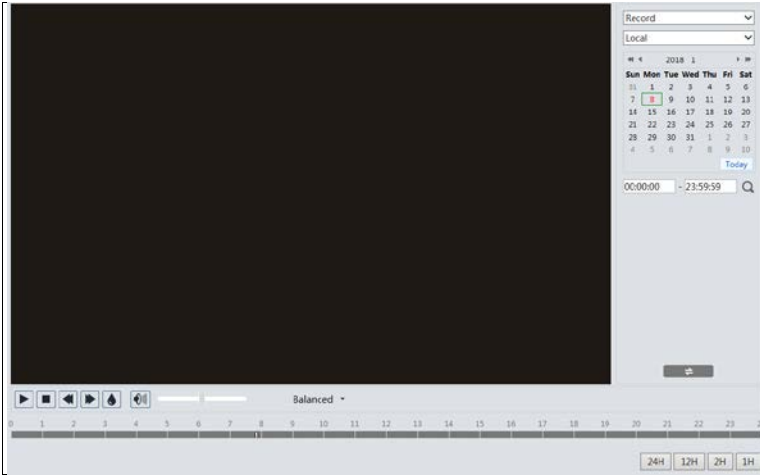 Record
Local
2018 1
Sun Mon Tue Wed Thu Fri Sat
31 1 2 3 4 5 6
7 8 9 10 11 12 13
14 15 16 17 18 19 20
21 22 23 24 25 26 27
28 29 30 31 1 2 3
4 5 6 7 8 9 10
Today
00:00:00 - 23:59:59
Balanced
0 1 2 3 4 5 6 7 8 9 10 11 12 13 14 15 16 17 18 19 20 21 22 23
24H 12H 2H 1H